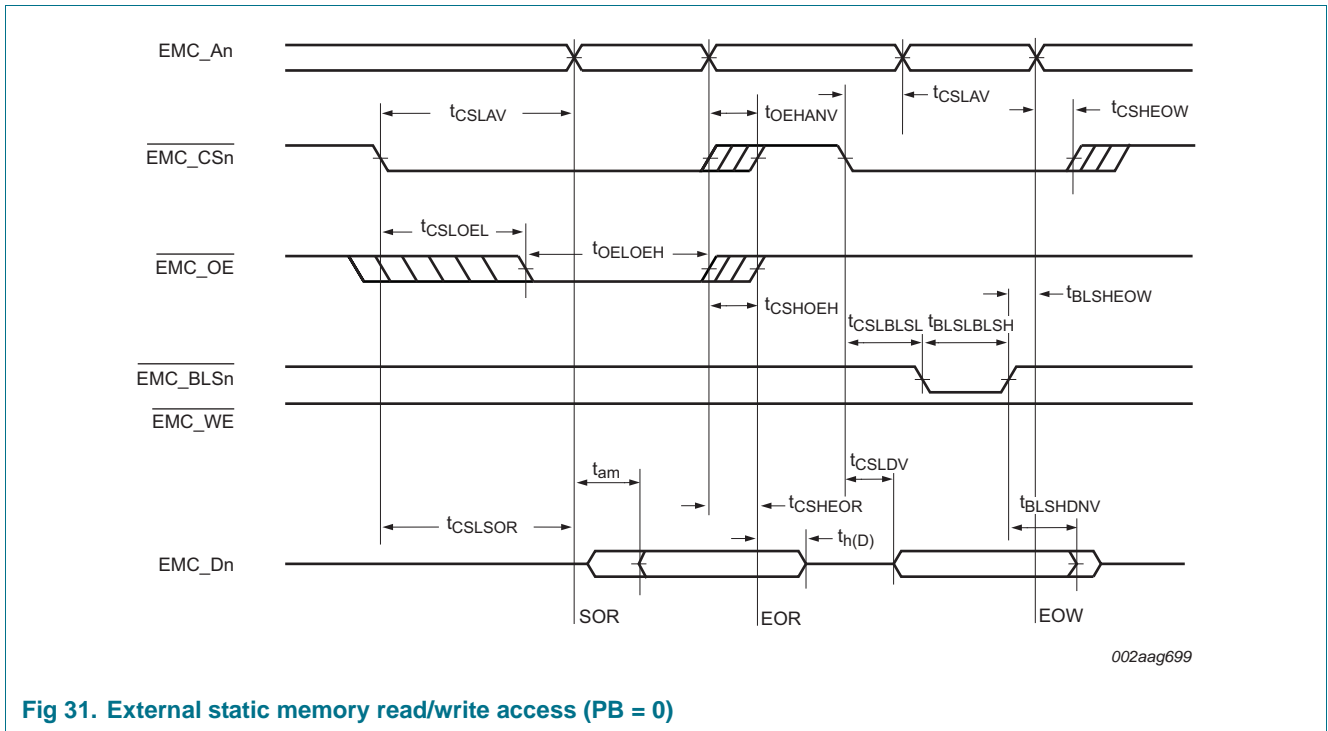 EMC_An
tCSLAV
tOEHANV
tCSLAV
tCSHEOW
EMC_CSn
tCSLOEL
tOELOEH
EMC_OE
tCSHOEH
tBLSHEOW
tCSLBLSL
tBLSLBLSH
EMC_BLSn
EMC_WE
tam
tCSLDV
tCSLSOR
tCSHEOR
tBLSHDNV
th(D)
EMC_Dn
SOR
EOR
EOW
002aag699
Fig 31. External static memory read/write access (PB = 0)